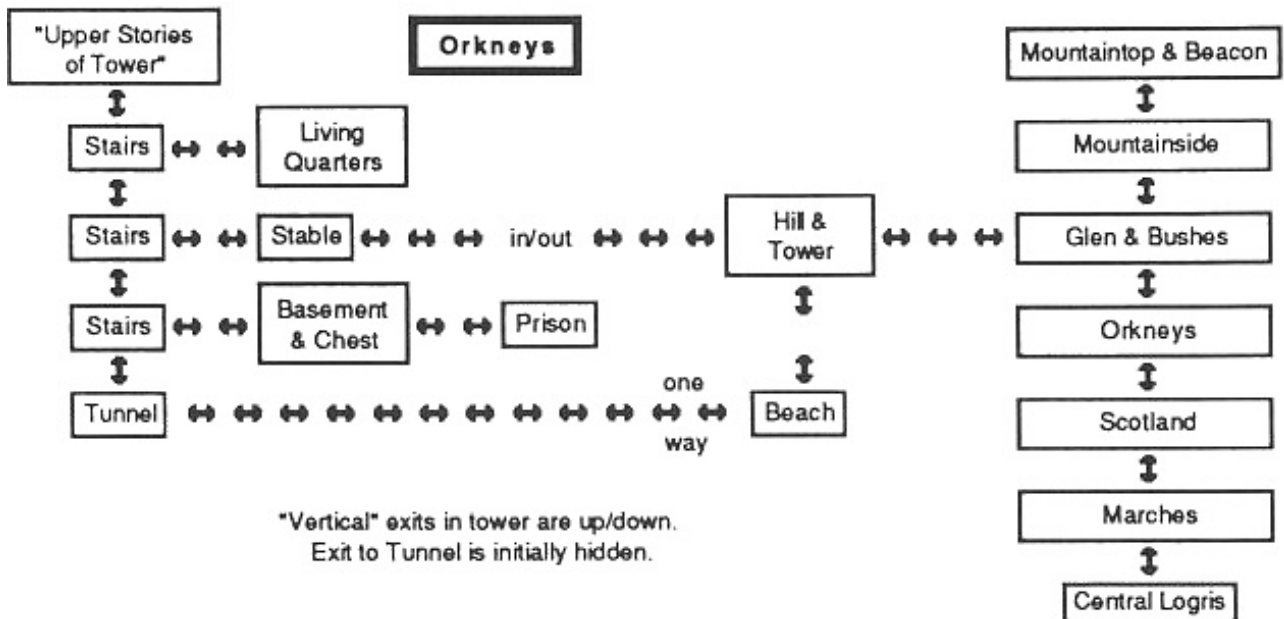 "Upper Stories
of Tower"
Orkneys
Mountaintop & Beacon
Stairs
Living
Quarters
Mountainside
Stairs
Stable
in/out
Hill &
Tower
Glen & Bushes
Stairs
Basement
& Chest
Prison
Orkneys
Tunnel
one
way
Beach
Scotland
Marches
"Vertical" exits in tower are up/down.
Exit to Tunnel is initially hidden.
Central Logris